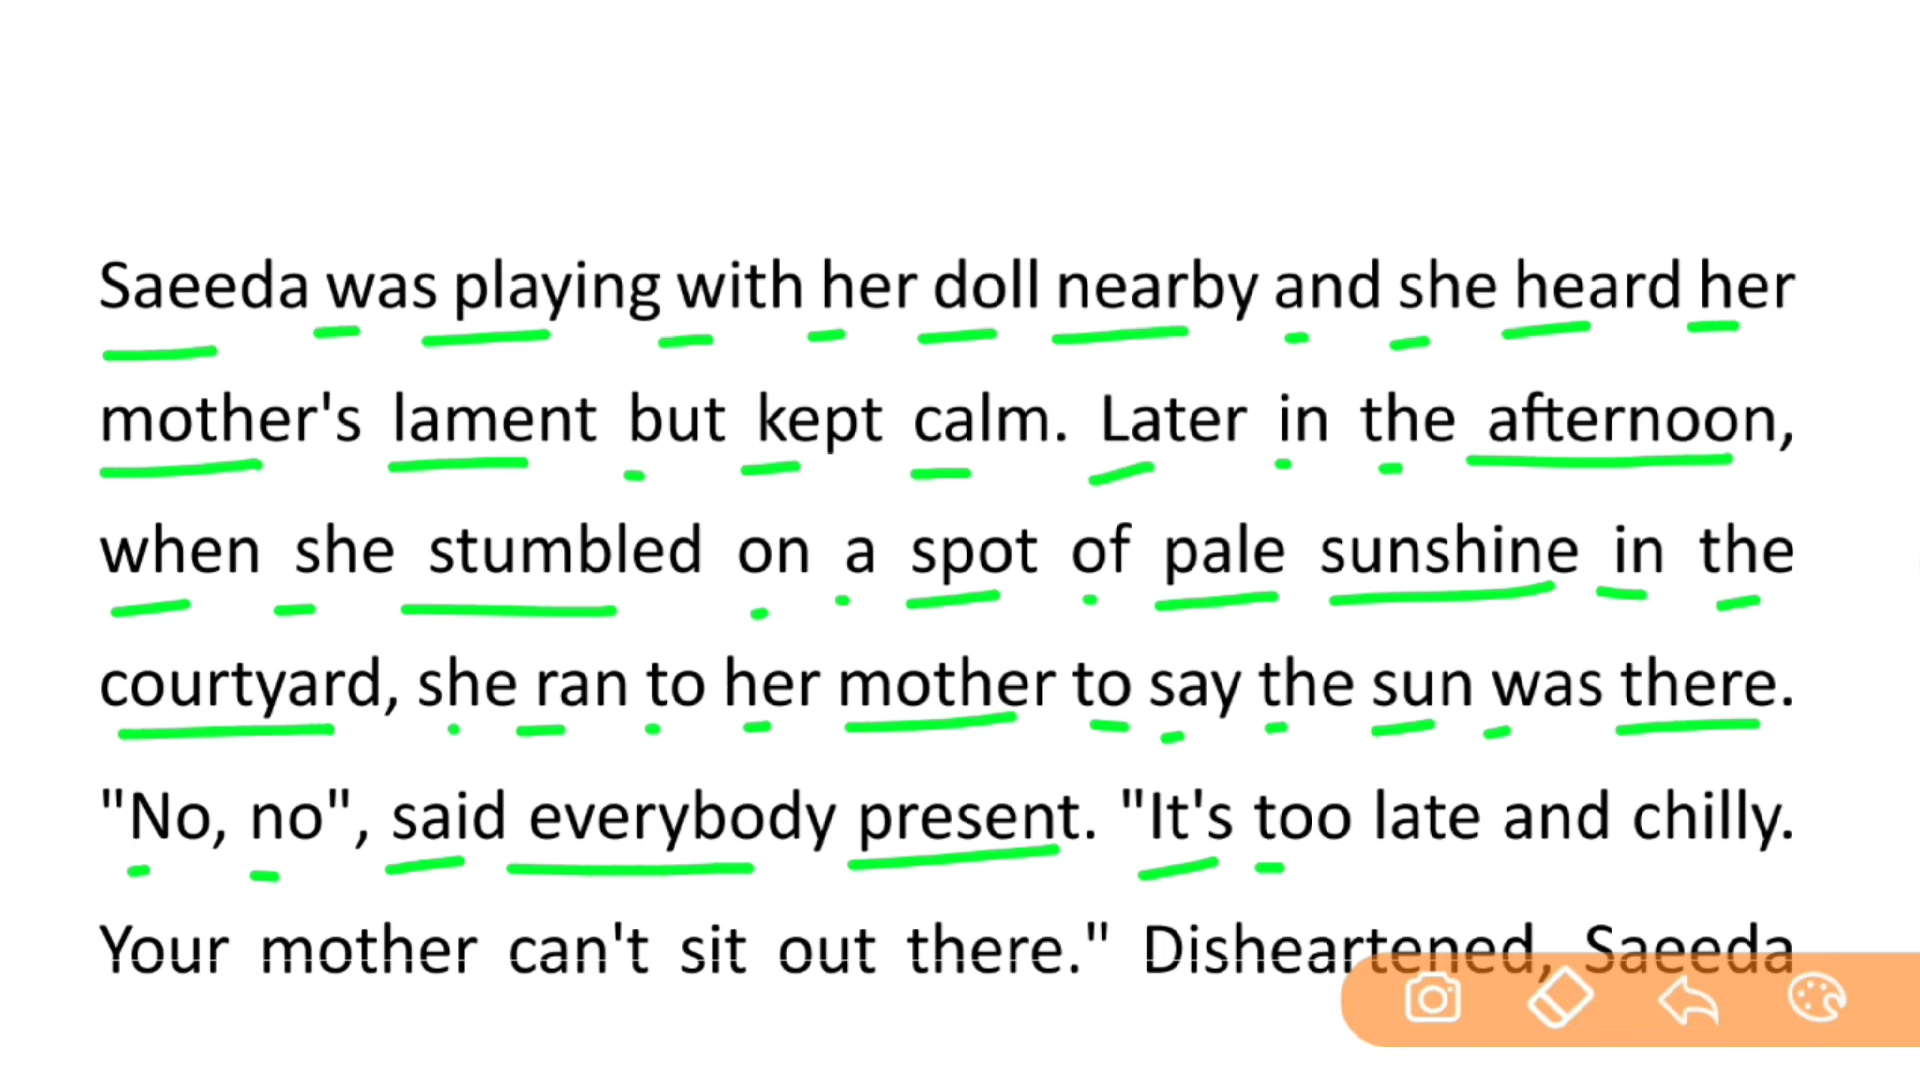 Saeeda was playing with her doll nearby and she heard her
mother's lament but kept calm. Later in the afternoon,
when she stumbled on a spot of pale sunshine in the
courtyard, she ran to her mother to say the sun was there.
"No, no", said everybody present. "It's too late and chilly.
Your mother can't sit out there." Disheartened, Saeeda